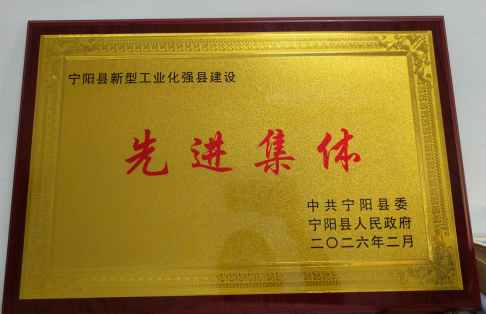 宁阳县新型工业化强县建设
先进集体
中共宁阳县委
宁阳县人民政府
二〇二六年二月